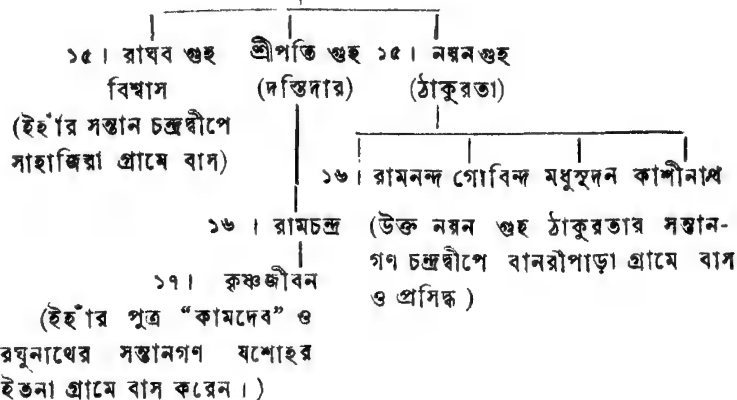 ১৫। রাঘব গুহ শ্রীপতি গুহ ১৫। নয়ন গুহ
বিশ্বাস (দস্তিদার) (ঠাকুরতা)
(ইহাঁর সন্তান চন্দ্রদ্বীপে
সাহাজিরা গ্রামে বাস)
১৬। রামনন্দ গোবিন্দ মধুসূদন কাশীনাথ
১৬। রামচন্দ্র (উক্ত নয়ন গুহ ঠাকুরতার সন্তান-
গণ চন্দ্রদ্বীপে বানরীপাড়া গ্রামে বাস
১৭। কৃষ্ণজীবন
ও প্রসিদ্ধ)
(ইহাঁর পুত্র “কামদেব” ও
রঘুনাথের সন্তানগণ যশোহর
ইতনা গ্রামে বাস করেন।)